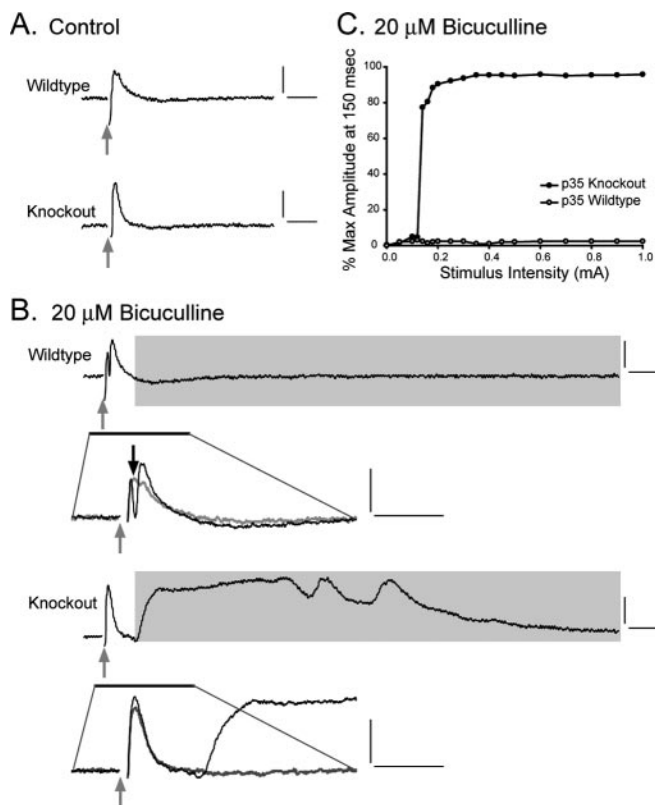 A. Control
Wildtype
Knockout
C. 20 μM Bicuculline
% Max Amplitude at 150 msec
100
80
60
40
20
0
0.0
0.2
0.4
0.6
0.8
1.0
p35 Knockout
p35 Wildtype
Stimulus Intensity (mA)
B. 20 μM Bicuculline
Wildtype
Knockout